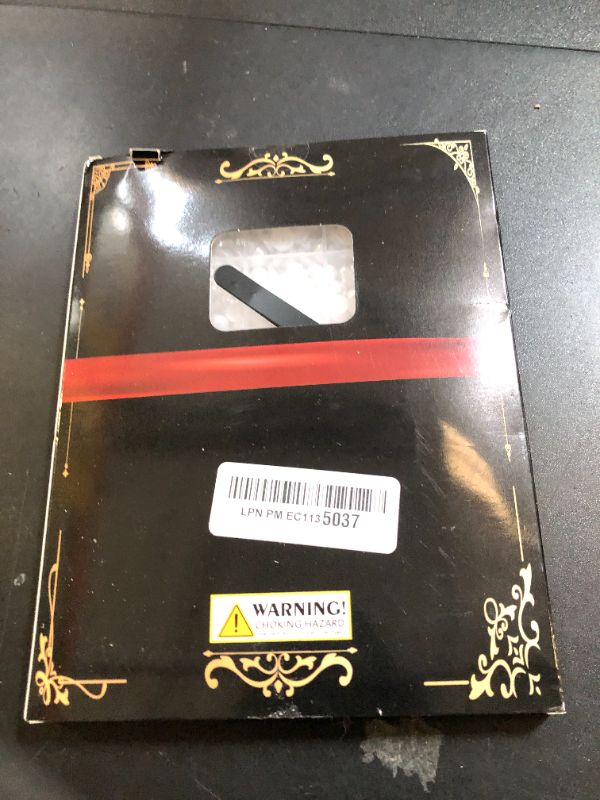 LPN PM EC1135037
WARNING!
CHOKING HAZARD